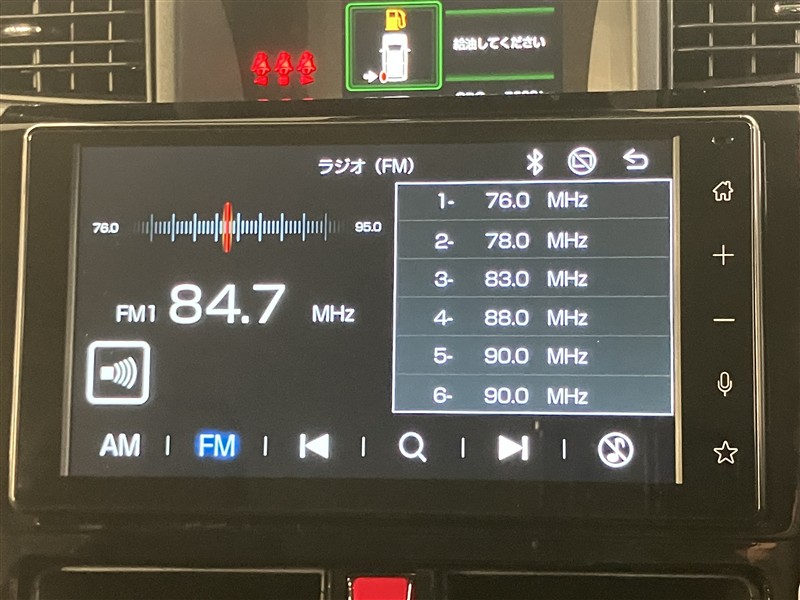 給油してください
ラジオ（FM）
76.0
95.0
FM1 84.7 MHz
1- 76.0 MHz
2- 78.0 MHz
3- 83.0 MHz
4- 88.0 MHz
5- 90.0 MHz
6- 90.0 MHz
AM
FM